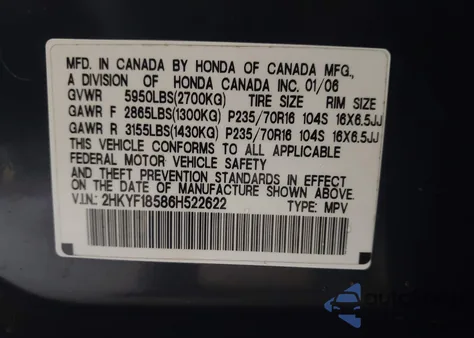 MFD. IN CANADA BY HONDA OF CANADA MFG.,
A DIVISION OF HONDA CANADA INC. 01/06
GVWR 5950LBS(2700KG) TIRE SIZE RIM SIZE
GAWR F 2865LBS(1300KG) P235/70R16 104S 16X6.5JJ
GAWR R 3155LBS(1430KG) P235/70R16 104S 16X6.5JJ
THIS VEHICLE CONFORMS TO ALL APPLICABLE
FEDERAL MOTOR VEHICLE SAFETY
AND THEFT PREVENTION STANDARDS IN
EFFECT ON THE DATE OF MANUFACTURE SHOWN ABOVE.
V.I.N.: 2HKYF18586H522622 TYPE: MPV